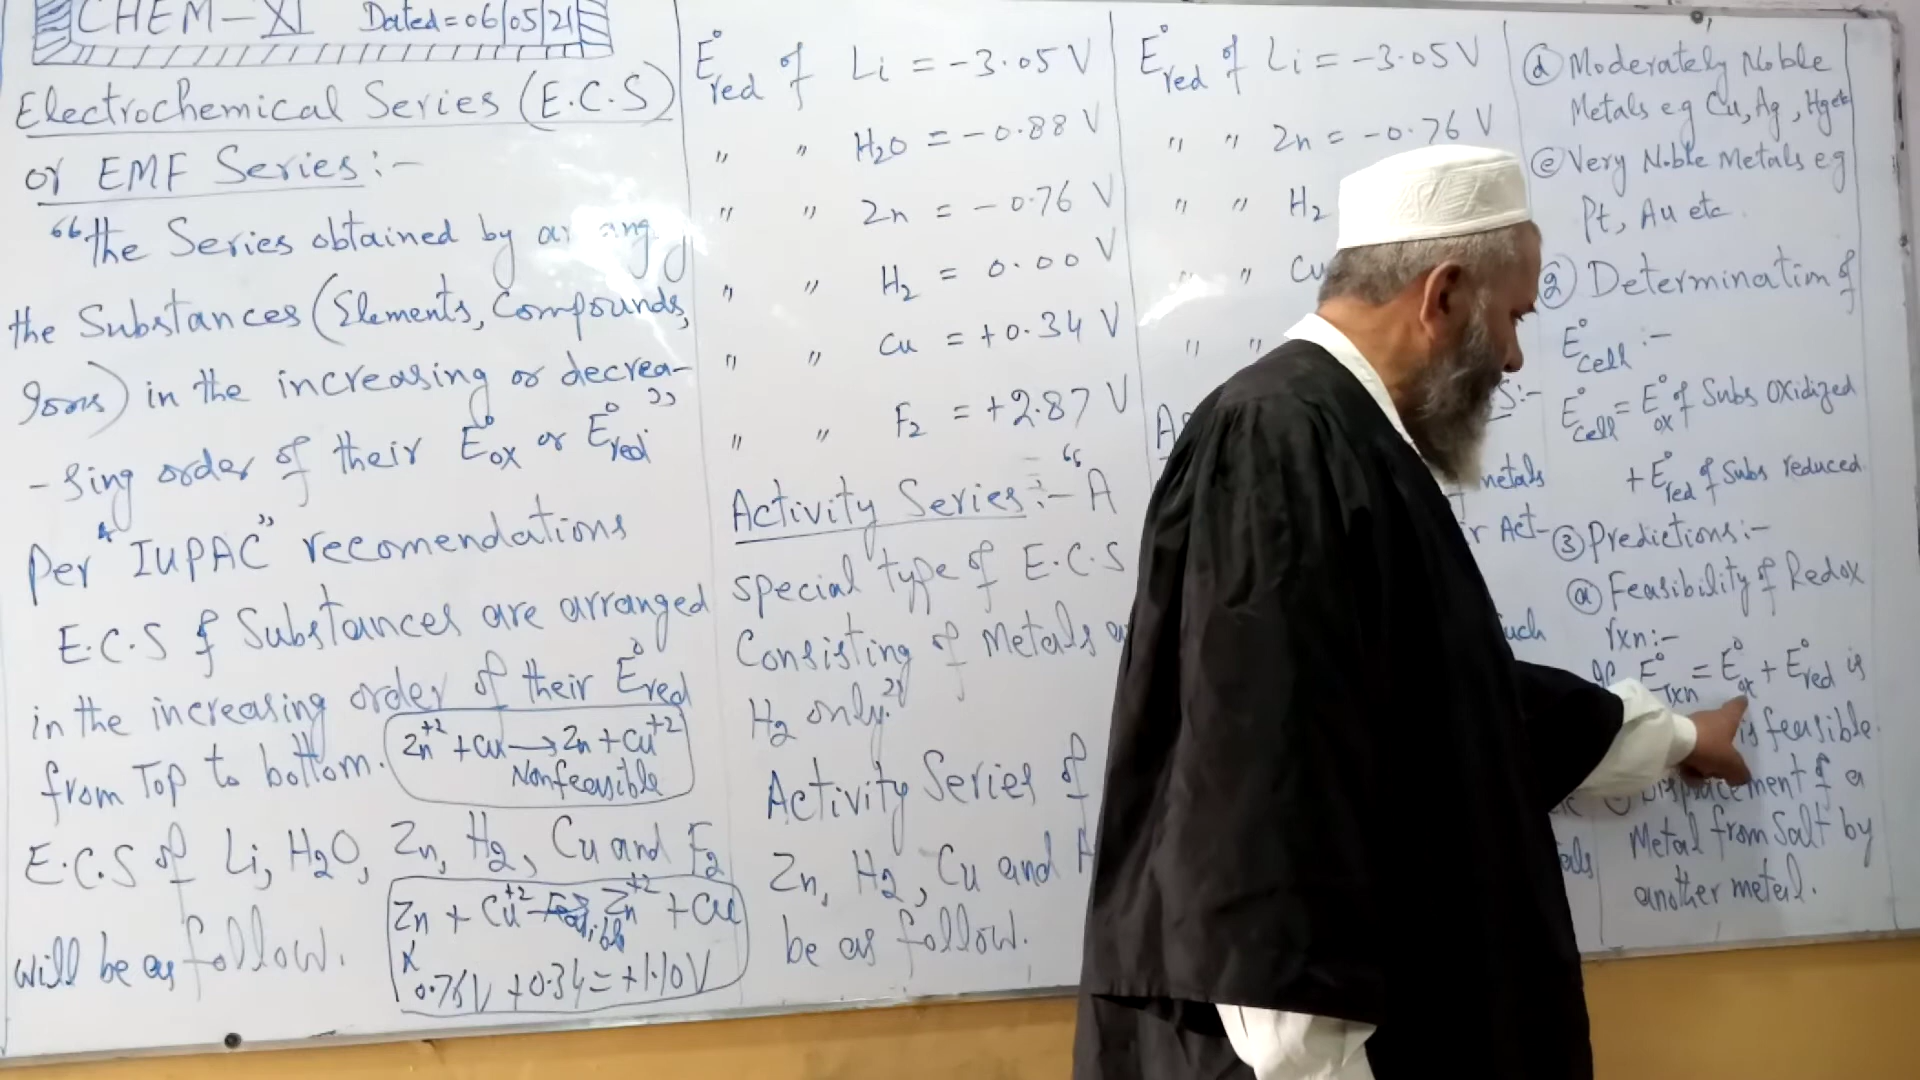 CHEM-XI Dated=06/05/21
Electrochemical Series (E.C.S)
or EMF Series:-
"the Series obtained by
the Substances (Elements, Compounds,
Ions) in the increasing or decrea-
-sing order of their E°ox or E°red"
Per "IUPAC" recomendations
E.C.S of Substances are arranged
in the increasing order of their E°red
from Top to bottom.
Zn+2 + Cu → Zn + Cu+2
Nonfeasible
E.C.S of Li, H2O, Zn, H2, Cu and F2
will be as follow.
Zn + Cu+2 → Zn+2 + Cu
0.76V + 0.34 = +1.10V
E°red of Li = -3.05 V
" " H2O = -0.88 V
" " Zn = -0.76 V
" " H2 = 0.00 V
" " Cu = +0.34 V
" " F2 = +2.87 V
Activity Series:- "A
special type of E.C.S
Consisting of Metals
H2 only."
Activity Series of
Zn, H2, Cu and
be as follow.
E°red of Li = -3.05 V
" " Zn = -0.76 V
" " H2
" " Cu
" "
S:-
metals
Act-
such
als
(d) Moderately Noble
Metals eg Cu, Ag, Hg etc
(e) Very Noble Metals eg
Pt, Au etc
(2) Determination of
E°cell :-
E°cell = E°ox of Subs Oxidized
+ E°red of Subs reduced
(3) Predictions:-
(a) Feasibility of Redox
rxn:-
If E°rxn = E°ox + E°red is
is feasible.
Displacement of a
Metal from Salt by
another metal.